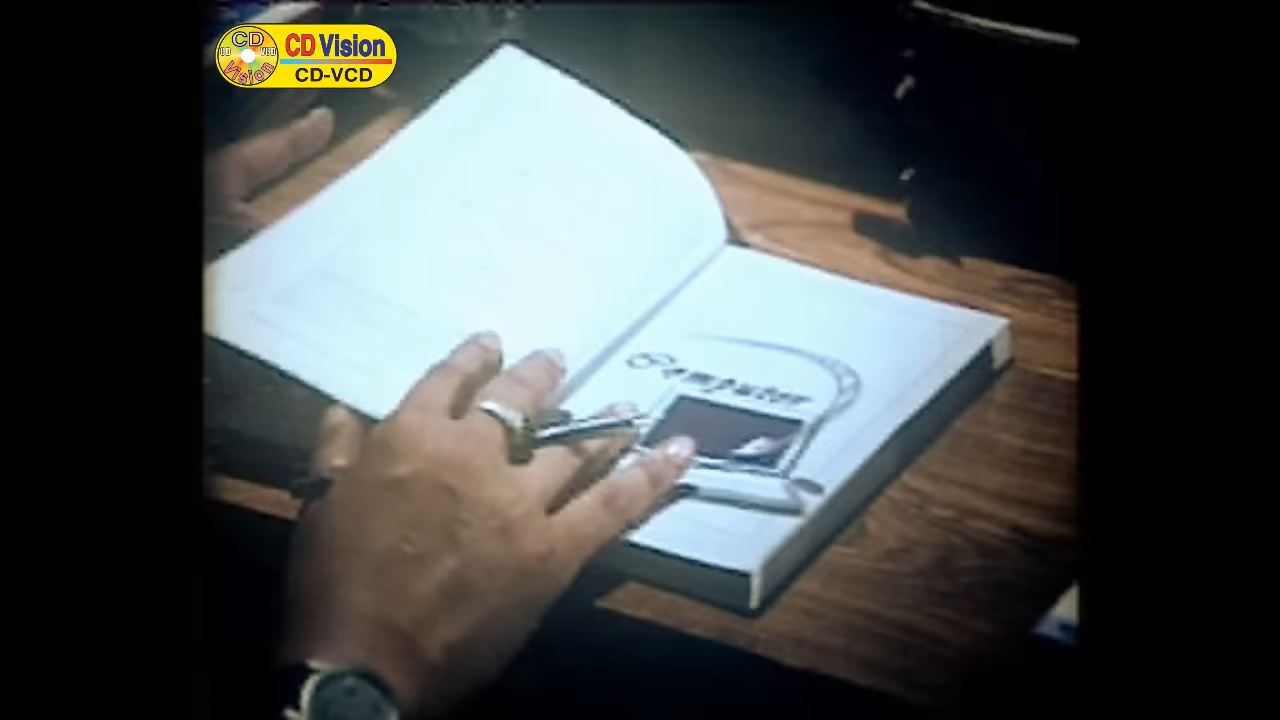 CD
CD VCD
Vision
CD Vision
CD-VCD
Computer